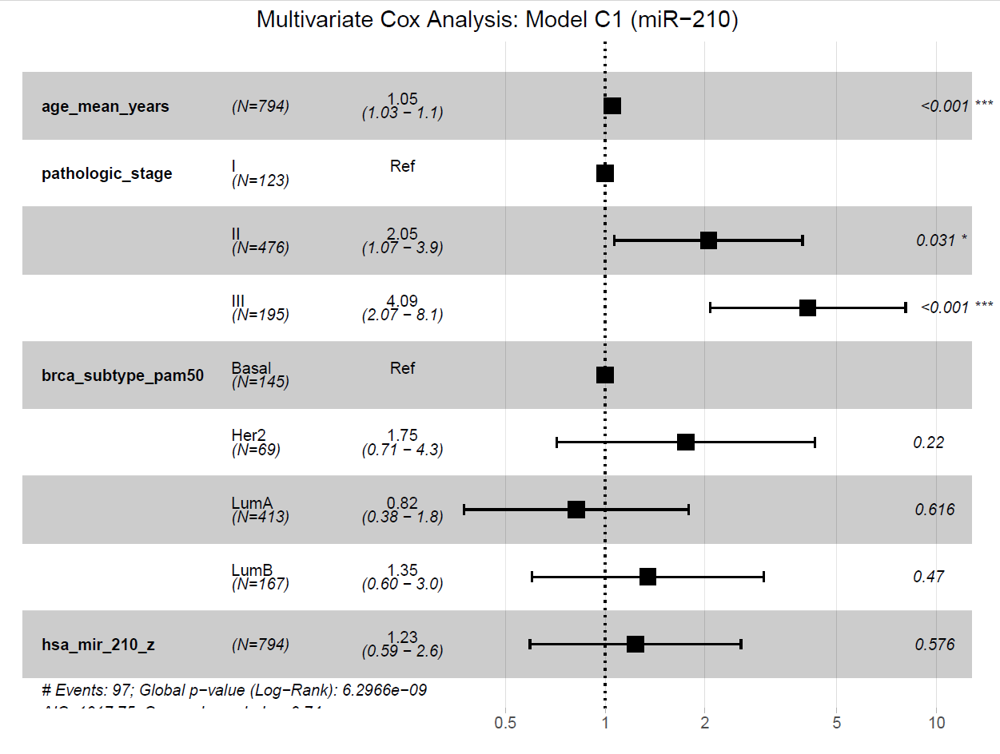 Multivariate Cox Analysis: Model C1 (miR−210)
age_mean_years (N=794) 1.05 <0.001 ***
(1.03 − 1.1)
pathologic_stage I Ref
(N=123)
II 2.05 0.031 *
(N=476) (1.07 − 3.9)
III 4.09 <0.001 ***
(N=195) (2.07 − 8.1)
brca_subtype_pam50 Basal Ref
(N=145)
Her2 1.75 0.22
(N=69) (0.71 − 4.3)
LumA 0.82 0.616
(N=413) (0.38 − 1.8)
LumB 1.35 0.47
(N=167) (0.60 − 3.0)
hsa_mir_210_z (N=794) 1.23 0.576
(0.59 − 2.6)
# Events: 97; Global p−value (Log−Rank): 6.2966e−09
0.5 1 2 5 10